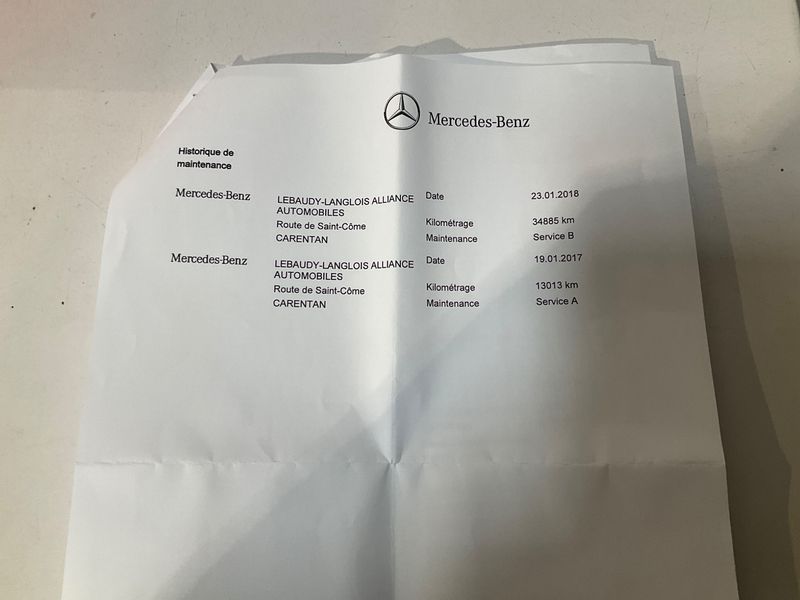 Mercedes-Benz
Historique de
maintenance
Mercedes-Benz LEBAUDY-LANGLOIS ALLIANCE Date 23.01.2018
AUTOMOBILES
Route de Saint-Côme Kilométrage 34885 km
CARENTAN Maintenance Service B
Mercedes-Benz LEBAUDY-LANGLOIS ALLIANCE Date 19.01.2017
AUTOMOBILES
Route de Saint-Côme Kilométrage 13013 km
CARENTAN Maintenance Service A